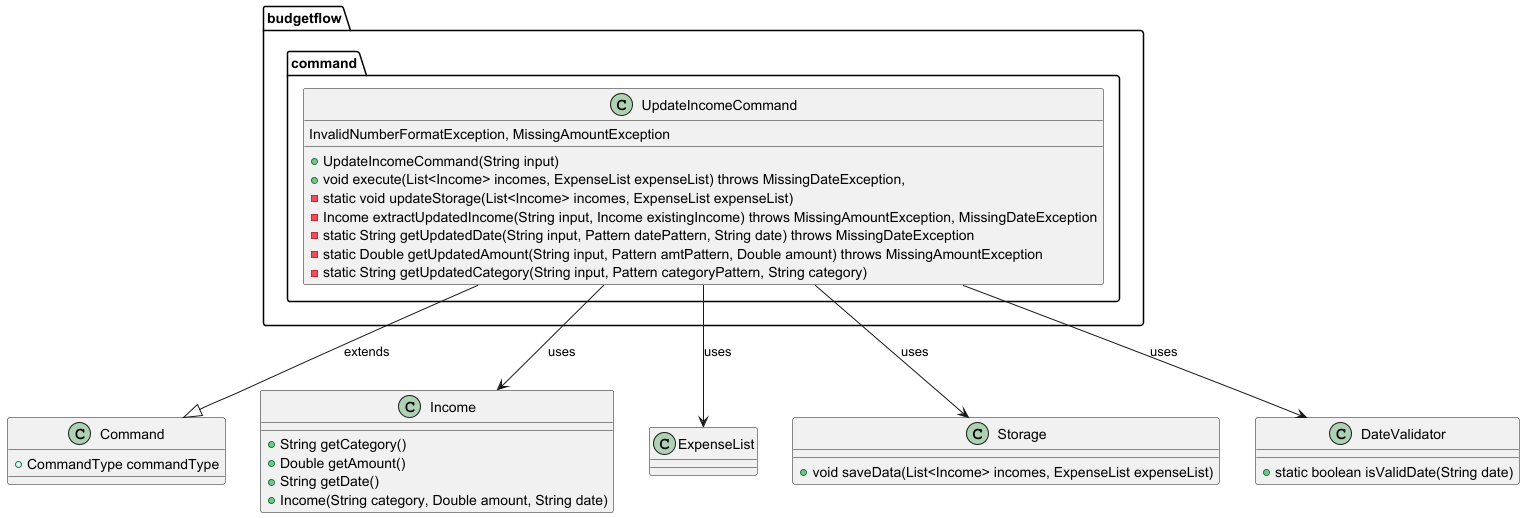 budgetflow
command
C UpdateIncomeCommand
InvalidNumberFormatException, MissingAmountException
UpdateIncomeCommand(String input)
void execute(List<Income> incomes, ExpenseList expenseList) throws MissingDateException,
static void updateStorage(List<Income> incomes, ExpenseList expenseList)
Income extractUpdatedIncome(String input, Income existingIncome) throws MissingAmountException, MissingDateException
static String getUpdatedDate(String input, Pattern datePattern, String date) throws MissingDateException
static Double getUpdatedAmount(String input, Pattern amtPattern, Double amount) throws MissingAmountException
static String getUpdatedCategory(String input, Pattern categoryPattern, String category)
extends
uses
uses
uses
uses
C Command
CommandType commandType
C Income
String getCategory()
Double getAmount()
String getDate()
Income(String category, Double amount, String date)
C ExpenseList
C Storage
void saveData(List<Income> incomes, ExpenseList expenseList)
C DateValidator
static boolean isValidDate(String date)